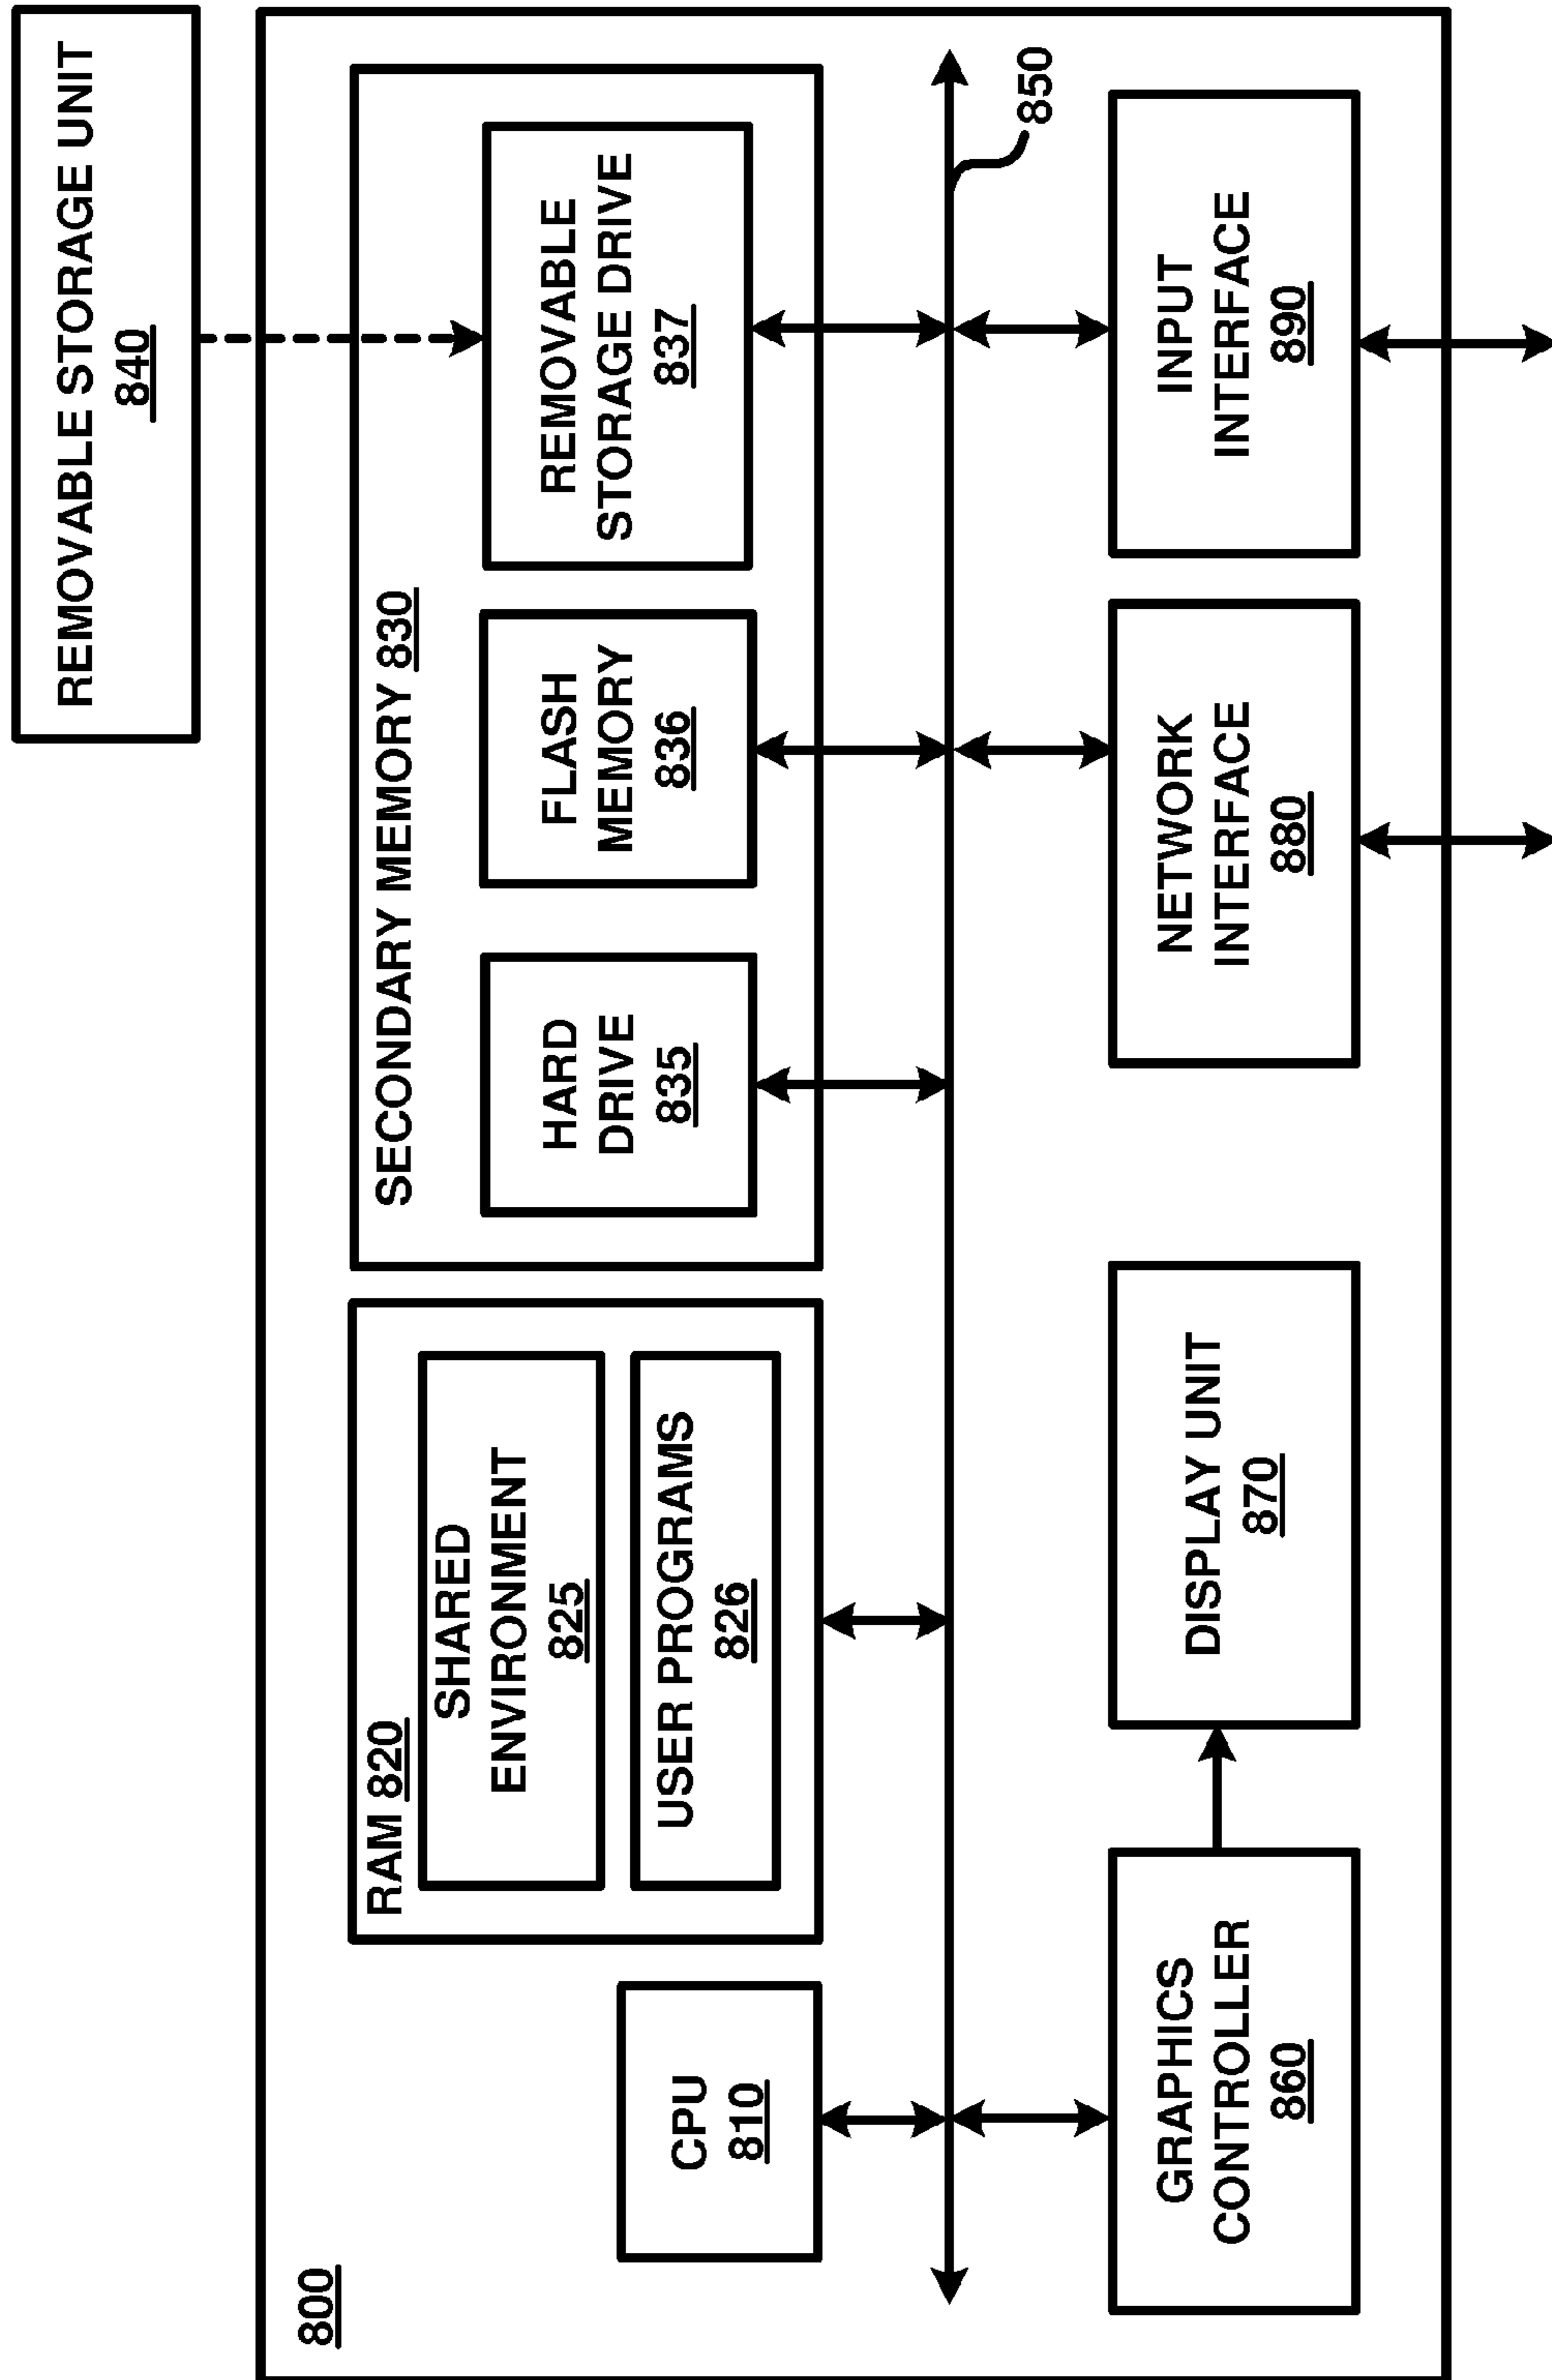 REMOVABLE STORAGE UNIT
840
800
RAM 820
SHARED
ENVIRONMENT
825
USER PROGRAMS
826
SECONDARY MEMORY 830
HARD
DRIVE
835
FLASH
MEMORY
836
REMOVABLE
STORAGE DRIVE
837
CPU
810
850
GRAPHICS
CONTROLLER
860
DISPLAY UNIT
870
NETWORK
INTERFACE
880
INPUT
INTERFACE
890